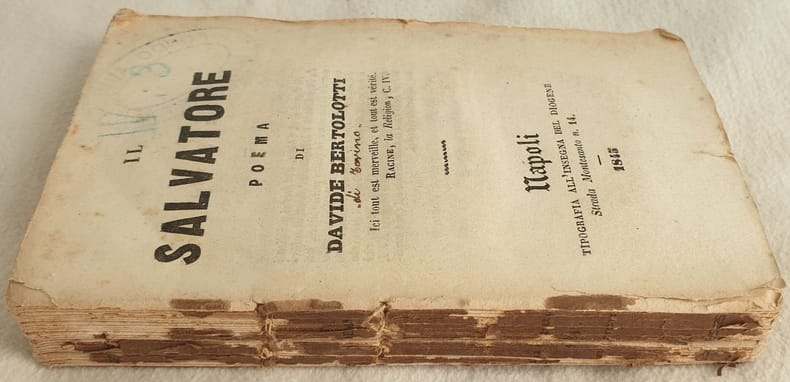 IL
SALVATORE
POEMA
DI
DAVIDE BERTOLOTTI
di Torino.
Ici tout est merveille, et tout est vérité.
RACINE, la Religion, C. IV.
Napoli
TIPOGRAFIA ALL'INSEGNA DEL DIOGENE
Strada Montesanto n. 14.
1845